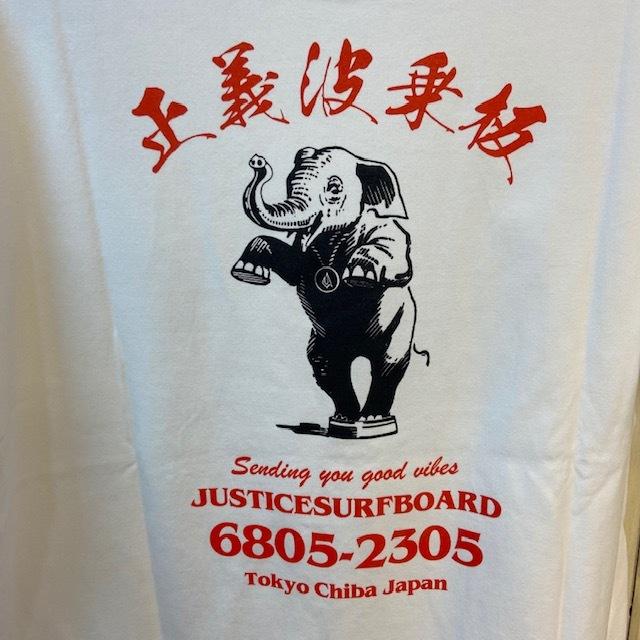 正義波乗板
Sending you good vibes
JUSTICESURFBOARD
6805-2305
Tokyo Chiba Japan